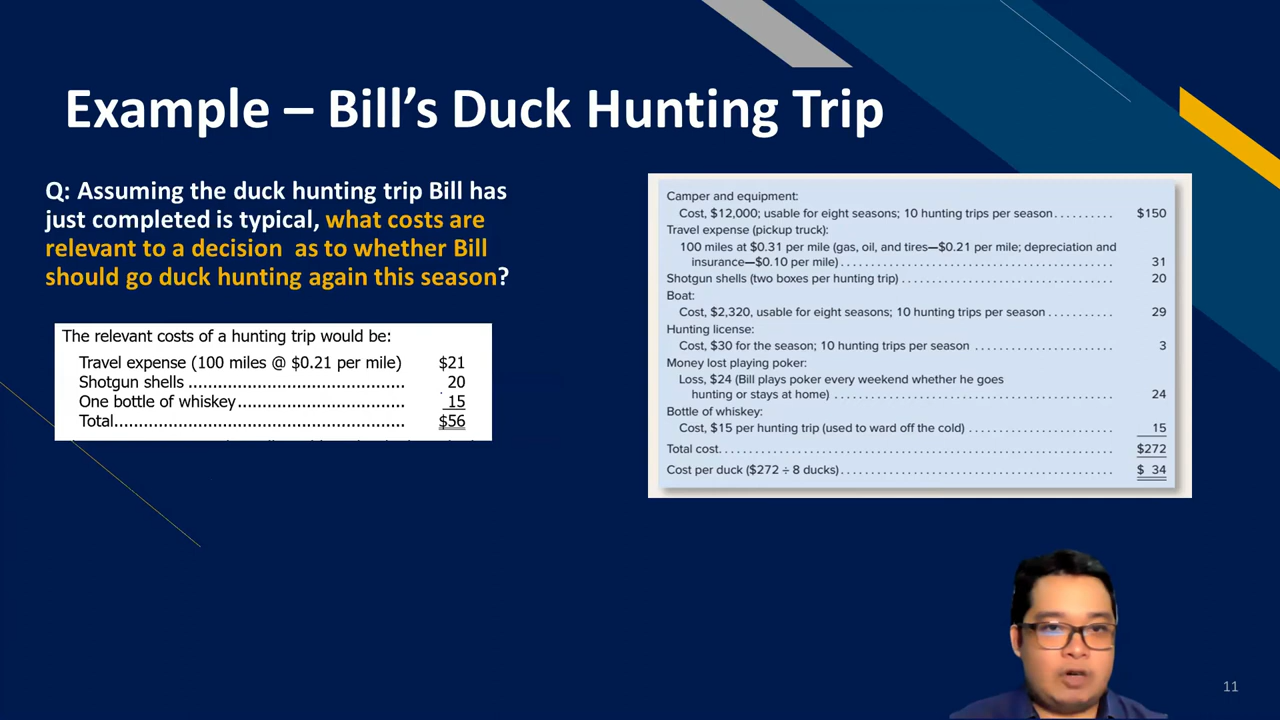 Example – Bill’s Duck Hunting Trip
Q: Assuming the duck hunting trip Bill has
just completed is typical, what costs are
relevant to a decision as to whether Bill
should go duck hunting again this season?
The relevant costs of a hunting trip would be:
Travel expense (100 miles @ $0.21 per mile) $21
Shotgun shells ........................................... 20
One bottle of whiskey................................. 15
Total......................................................... $56
Camper and equipment:
Cost, $12,000; usable for eight seasons; 10 hunting trips per season.......... $150
Travel expense (pickup truck):
100 miles at $0.31 per mile (gas, oil, and tires—$0.21 per mile; depreciation and
insurance—$0.10 per mile)............................................. 31
Shotgun shells (two boxes per hunting trip)................................... 20
Boat:
Cost, $2,320, usable for eight seasons; 10 hunting trips per season........... 29
Hunting license:
Cost, $30 for the season; 10 hunting trips per season....................... 3
Money lost playing poker:
Loss, $24 (Bill plays poker every weekend whether he goes
hunting or stays at home)............................................. 24
Bottle of whiskey:
Cost, $15 per hunting trip (used to ward off the cold)........................ 15
Total cost................................................................. $272
Cost per duck ($272 ÷ 8 ducks)............................................. $ 34
11